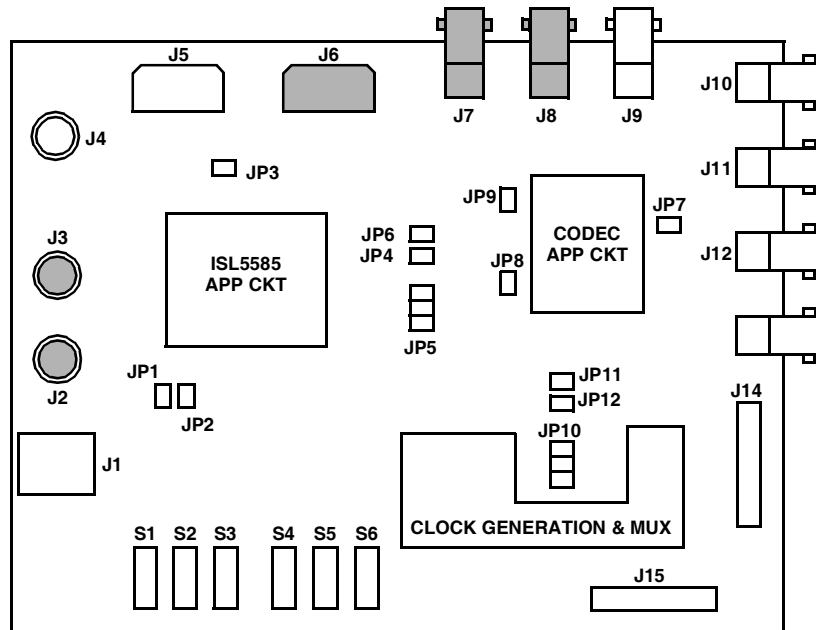 J5
J6
J7
J8
J9
J10
J4
JP3
J11
JP9
JP7
J3
JP6
CODEC
APP CKT
J12
JP4
ISL5585
APP CKT
JP8
JP5
JP1
J2
JP2
JP11
JP12
J14
JP10
J1
CLOCK GENERATION & MUX
S1
S2
S3
S4
S5
S6
J15